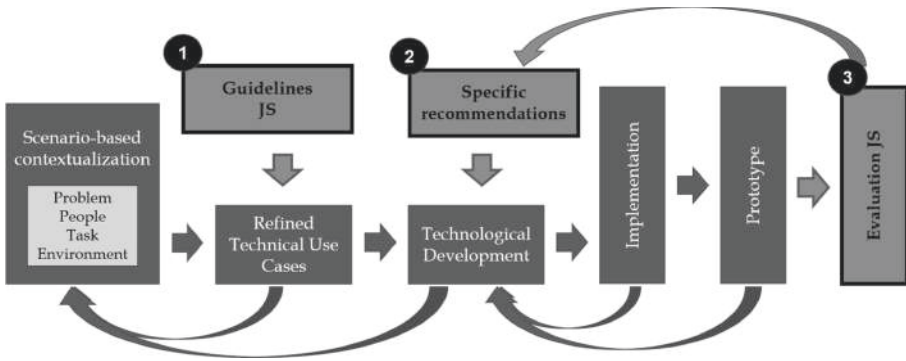 1
Guidelines
JS
2
Specific
recommendations
3
Evaluation JS
Scenario-based
contextualization
Problem
People
Task
Environment
Refined
Technical Use
Cases
Technological
Development
Implementation
Prototype